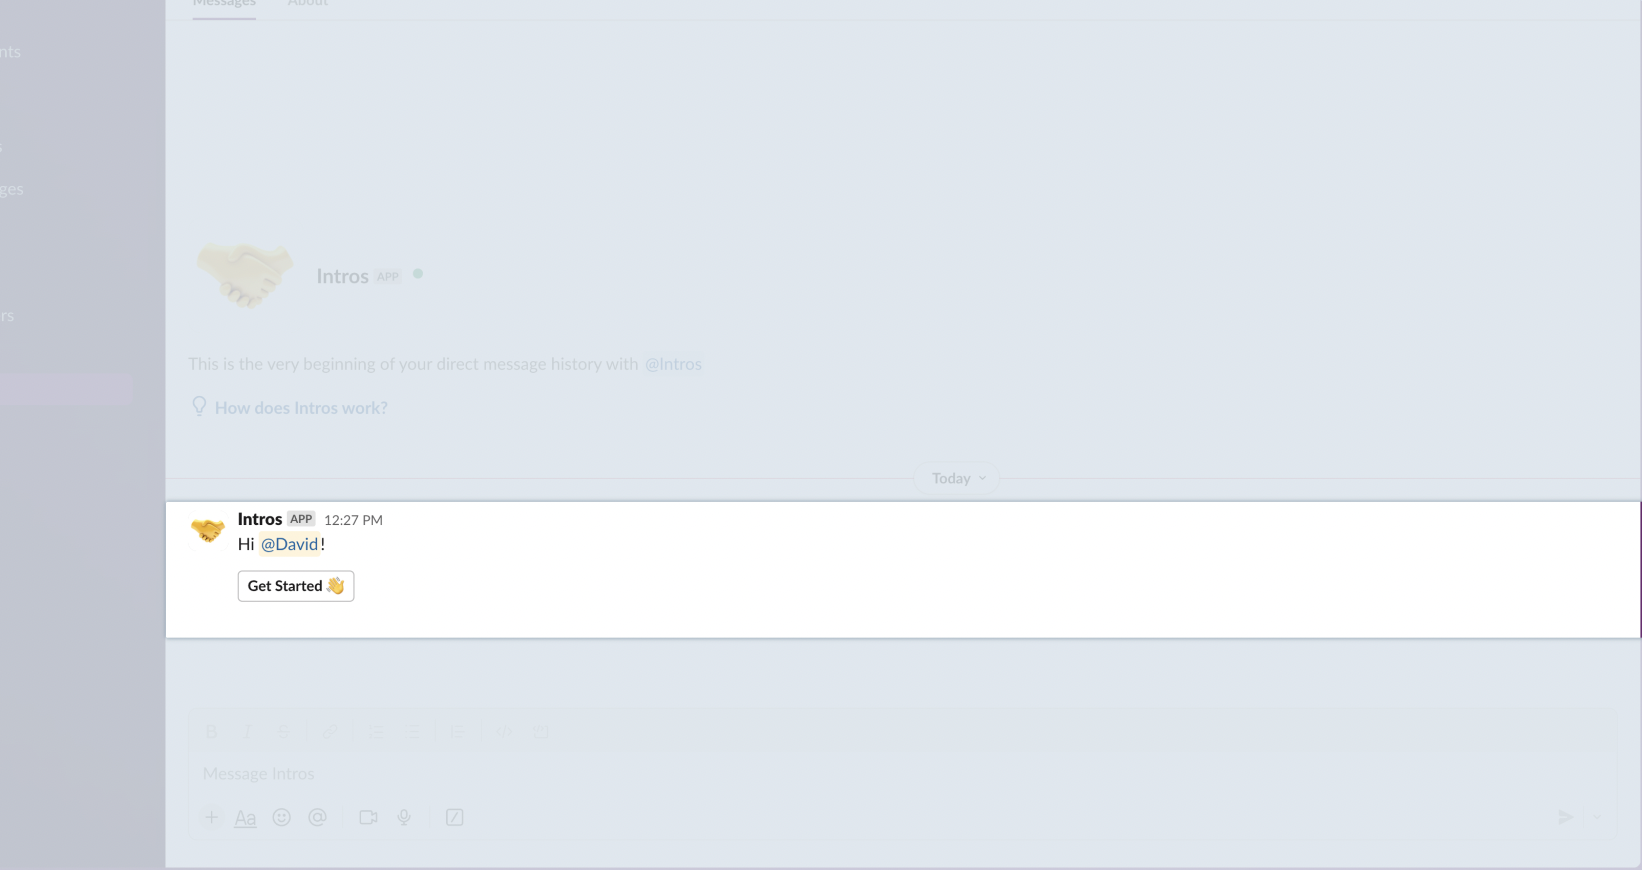 Messages About
nts
s
ges
rs
Intros APP
This is the very beginning of your direct message history with @Intros
How does Intros work?
Today
Intros APP 12:27 PM
Hi @David!
Get Started 👋
B I S
Message Intros
+ Aa @